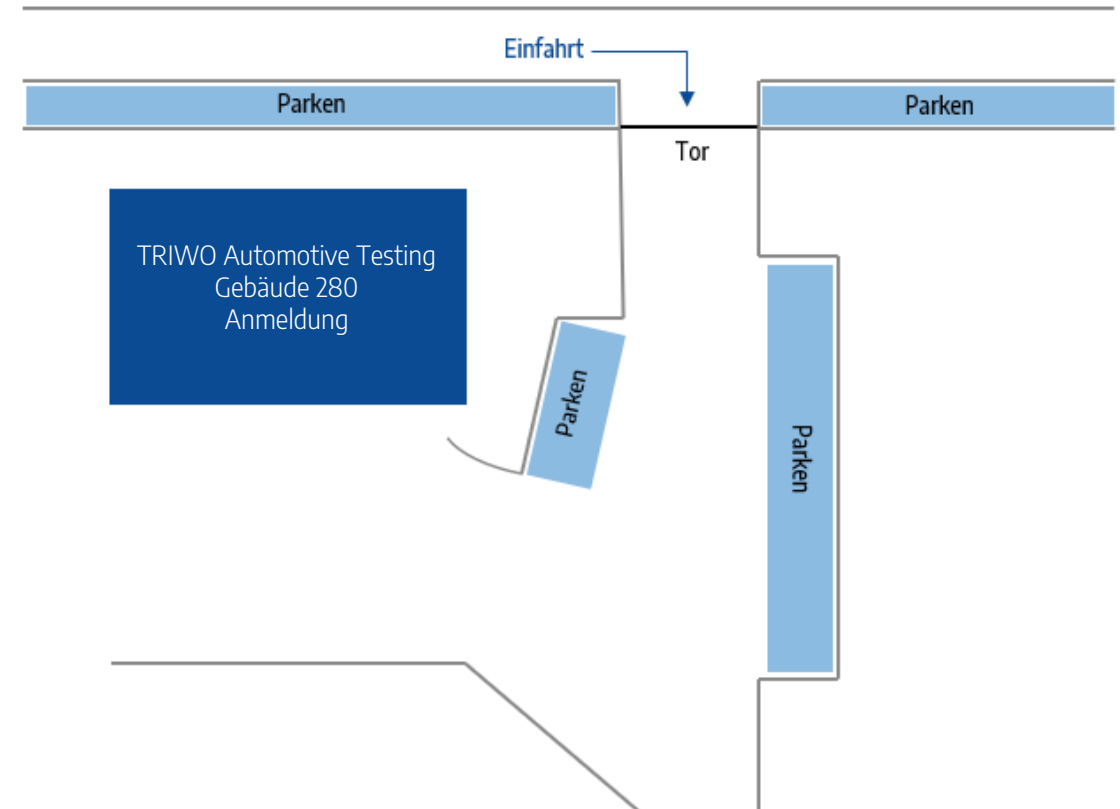 Einfahrt
Parken
Parken
Tor
TRIWO Automotive Testing
Gebäude 280
Anmeldung
Parken
Parken